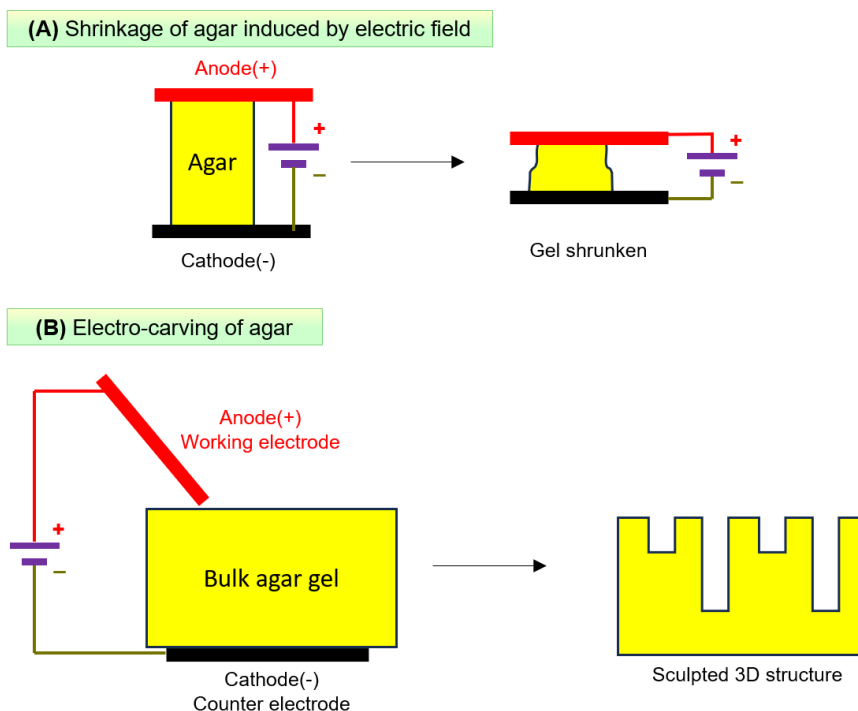 (A) Shrinkage of agar induced by electric field
Anode(+)
+
Agar
−
Cathode(-)
+
−
Gel shrunken
(B) Electro-carving of agar
Anode(+)
Working electrode
+
−
Bulk agar gel
Cathode(-)
Counter electrode
Sculpted 3D structure